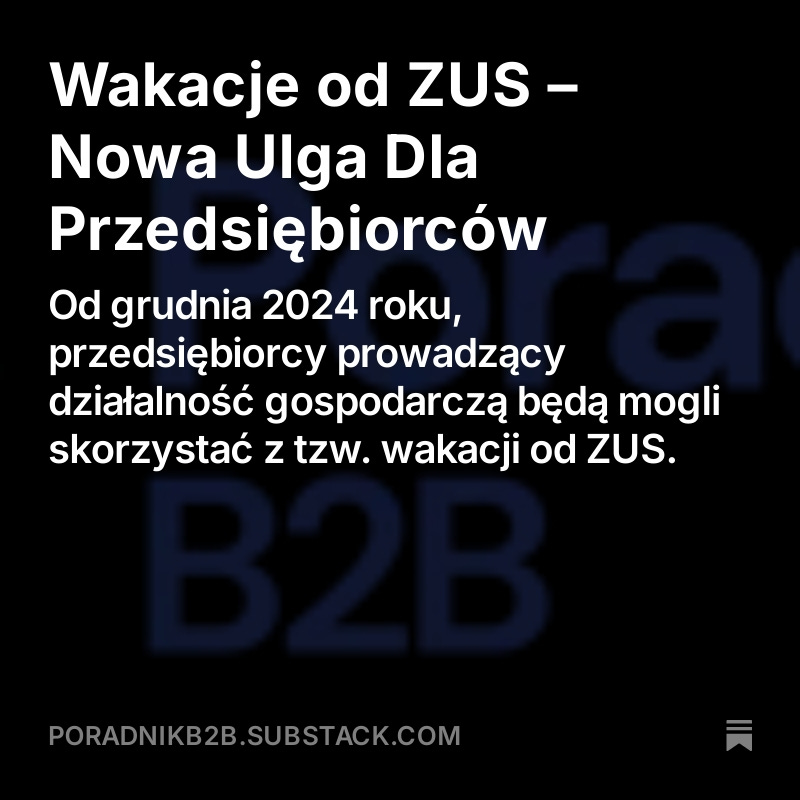 Wakacje od ZUS –
Nowa Ulga Dla
Przedsiębiorców
Od grudnia 2024 roku,
przedsiębiorcy prowadzący
działalność gospodarczą będą mogli
skorzystać z tzw. wakacji od ZUS.
Porad
B2B
PORADNIKB2B.SUBSTACK.COM